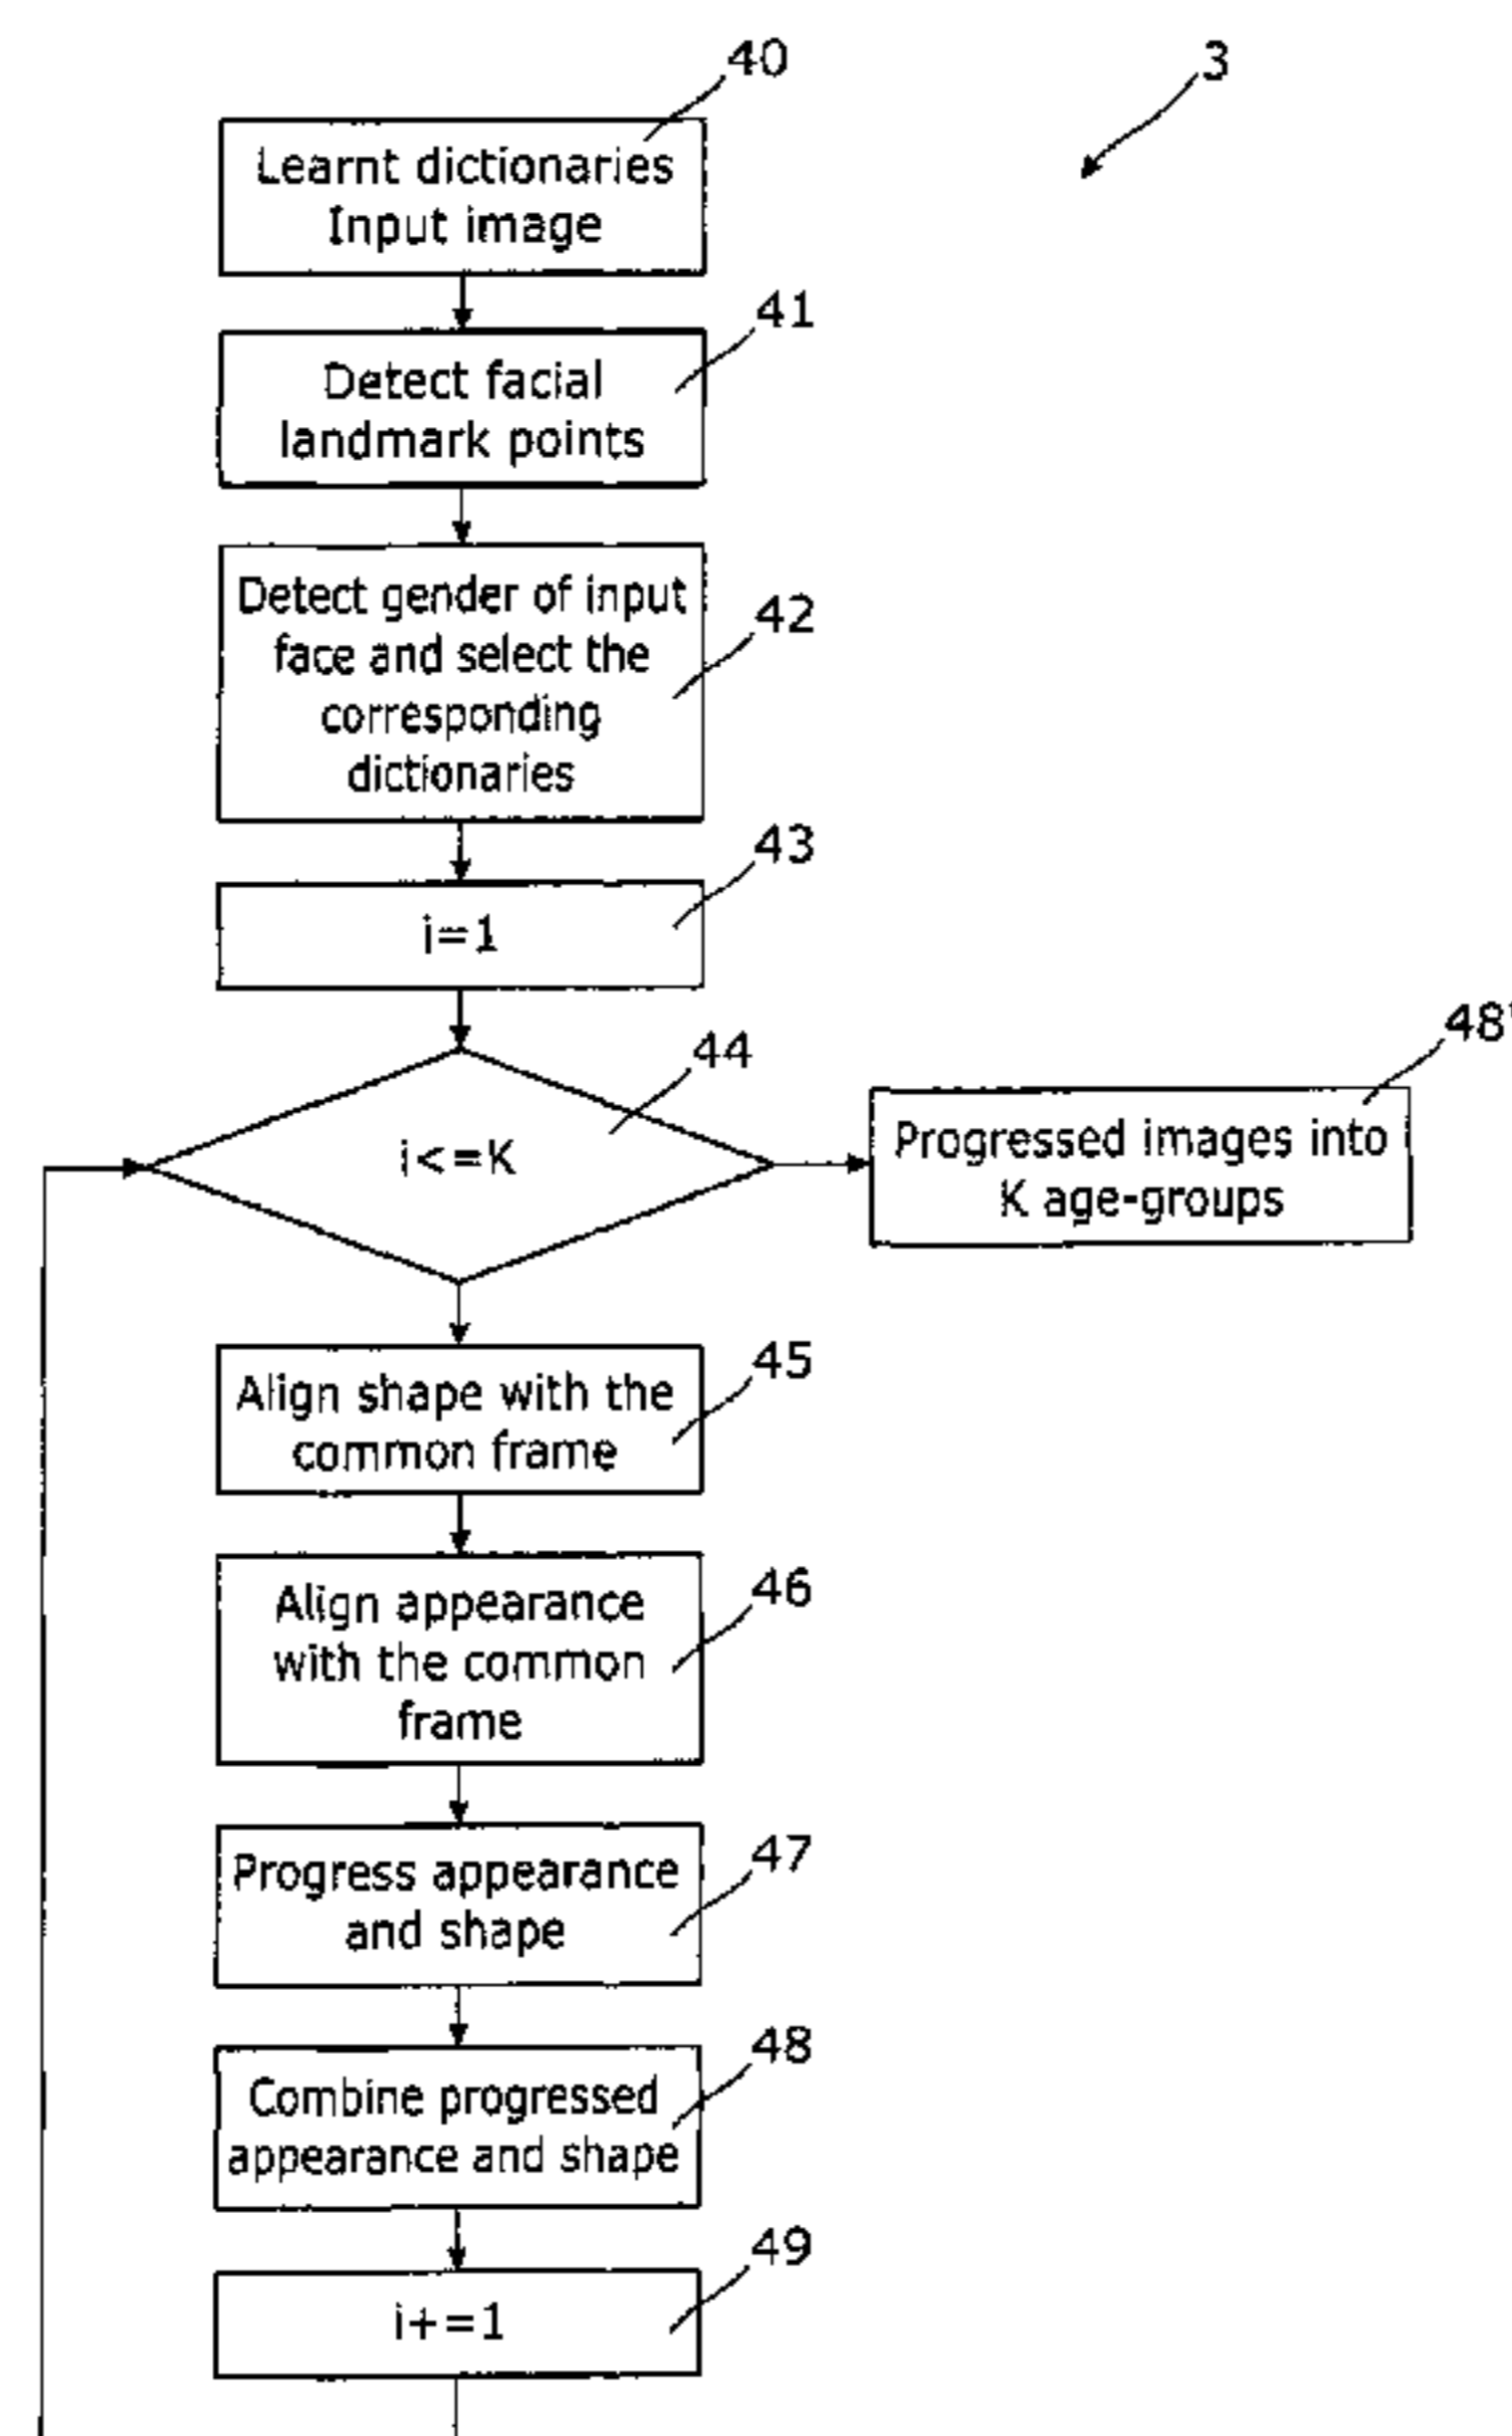 40
3
Learnt dictionaries
Input image
41
Detect facial
landmark points
42
Detect gender of input
face and select the
corresponding
dictionaries
43
i=1
44
i<=K
48'
Progressed images into
K age-groups
45
Align shape with the
common frame
46
Align appearance
with the common
frame
47
Progress appearance
and shape
48
Combine progressed
appearance and shape
49
i+=1